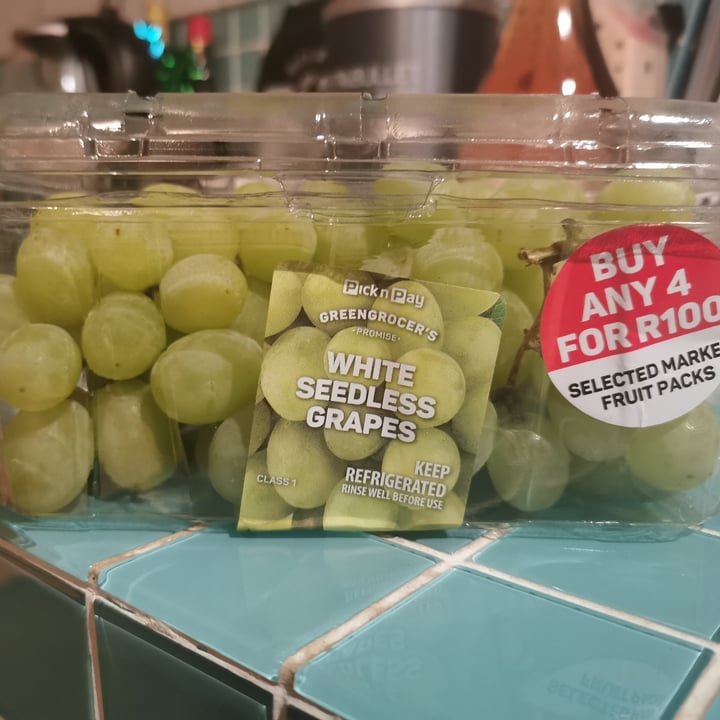 Pick n Pay
GREENGROCER'S
•PROMISE•
WHITE
SEEDLESS
GRAPES
CLASS 1
KEEP
REFRIGERATED
RINSE WELL BEFORE USE
BUY
ANY 4
FOR R100
SELECTED MARKE
FRUIT PACKS